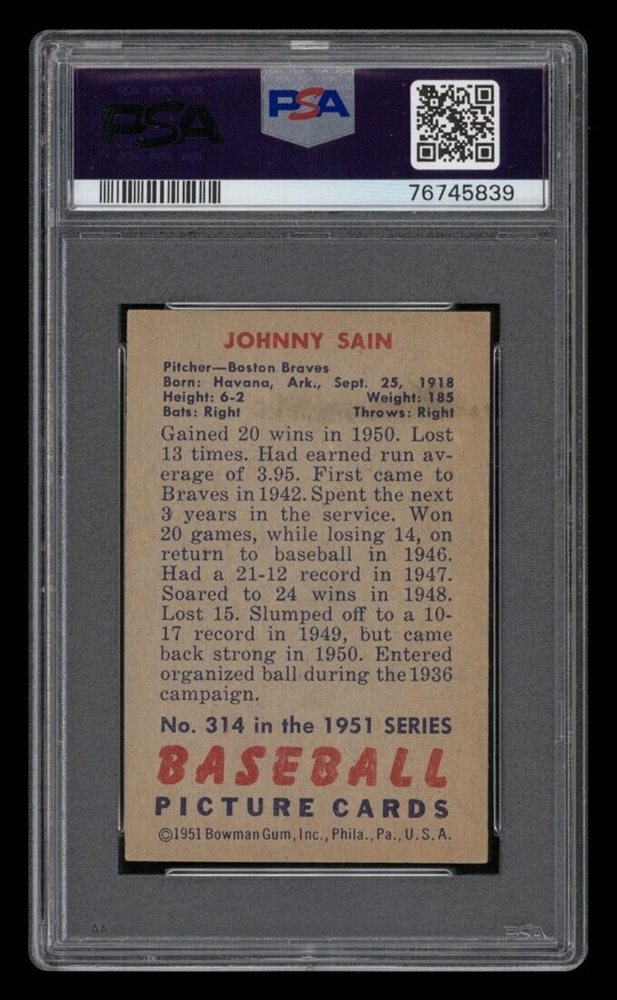 PSA
PSA
76745839
JOHNNY SAIN
Pitcher—Boston Braves
Born: Havana, Ark., Sept. 25, 1918
Height: 6-2 Weight: 185
Bats: Right Throws: Right
Gained 20 wins in 1950. Lost
13 times. Had earned run av-
erage of 3.95. First came to
Braves in 1942. Spent the next
3 years in the service. Won
20 games, while losing 14, on
return to baseball in 1946.
Had a 21-12 record in 1947.
Soared to 24 wins in 1948.
Lost 15. Slumped off to a 10-
17 record in 1949, but came
back strong in 1950. Entered
organized ball during the 1936
campaign.
No. 314 in the 1951 SERIES
BASEBALL
PICTURE CARDS
©1951 Bowman Gum, Inc., Phila., Pa., U.S.A.
AA
PSA